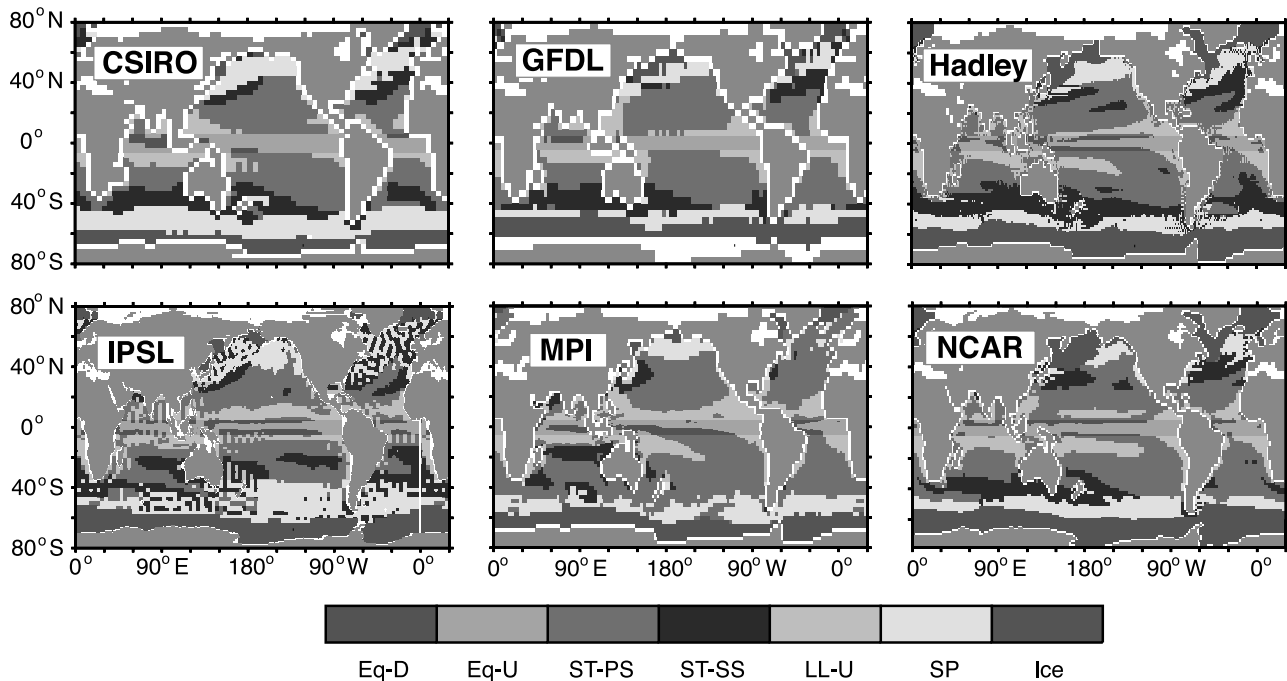 80° N
40° N
0°
40° S
80° S
CSIRO
GFDL
Hadley
80° N
40° N
0°
40° S
80° S
IPSL
MPI
NCAR
0° 90° E 180° 90° W 0°
0° 90° E 180° 90° W 0°
0° 90° E 180° 90° W 0°
Eq-D Eq-U ST-PS ST-SS LL-U SP Ice